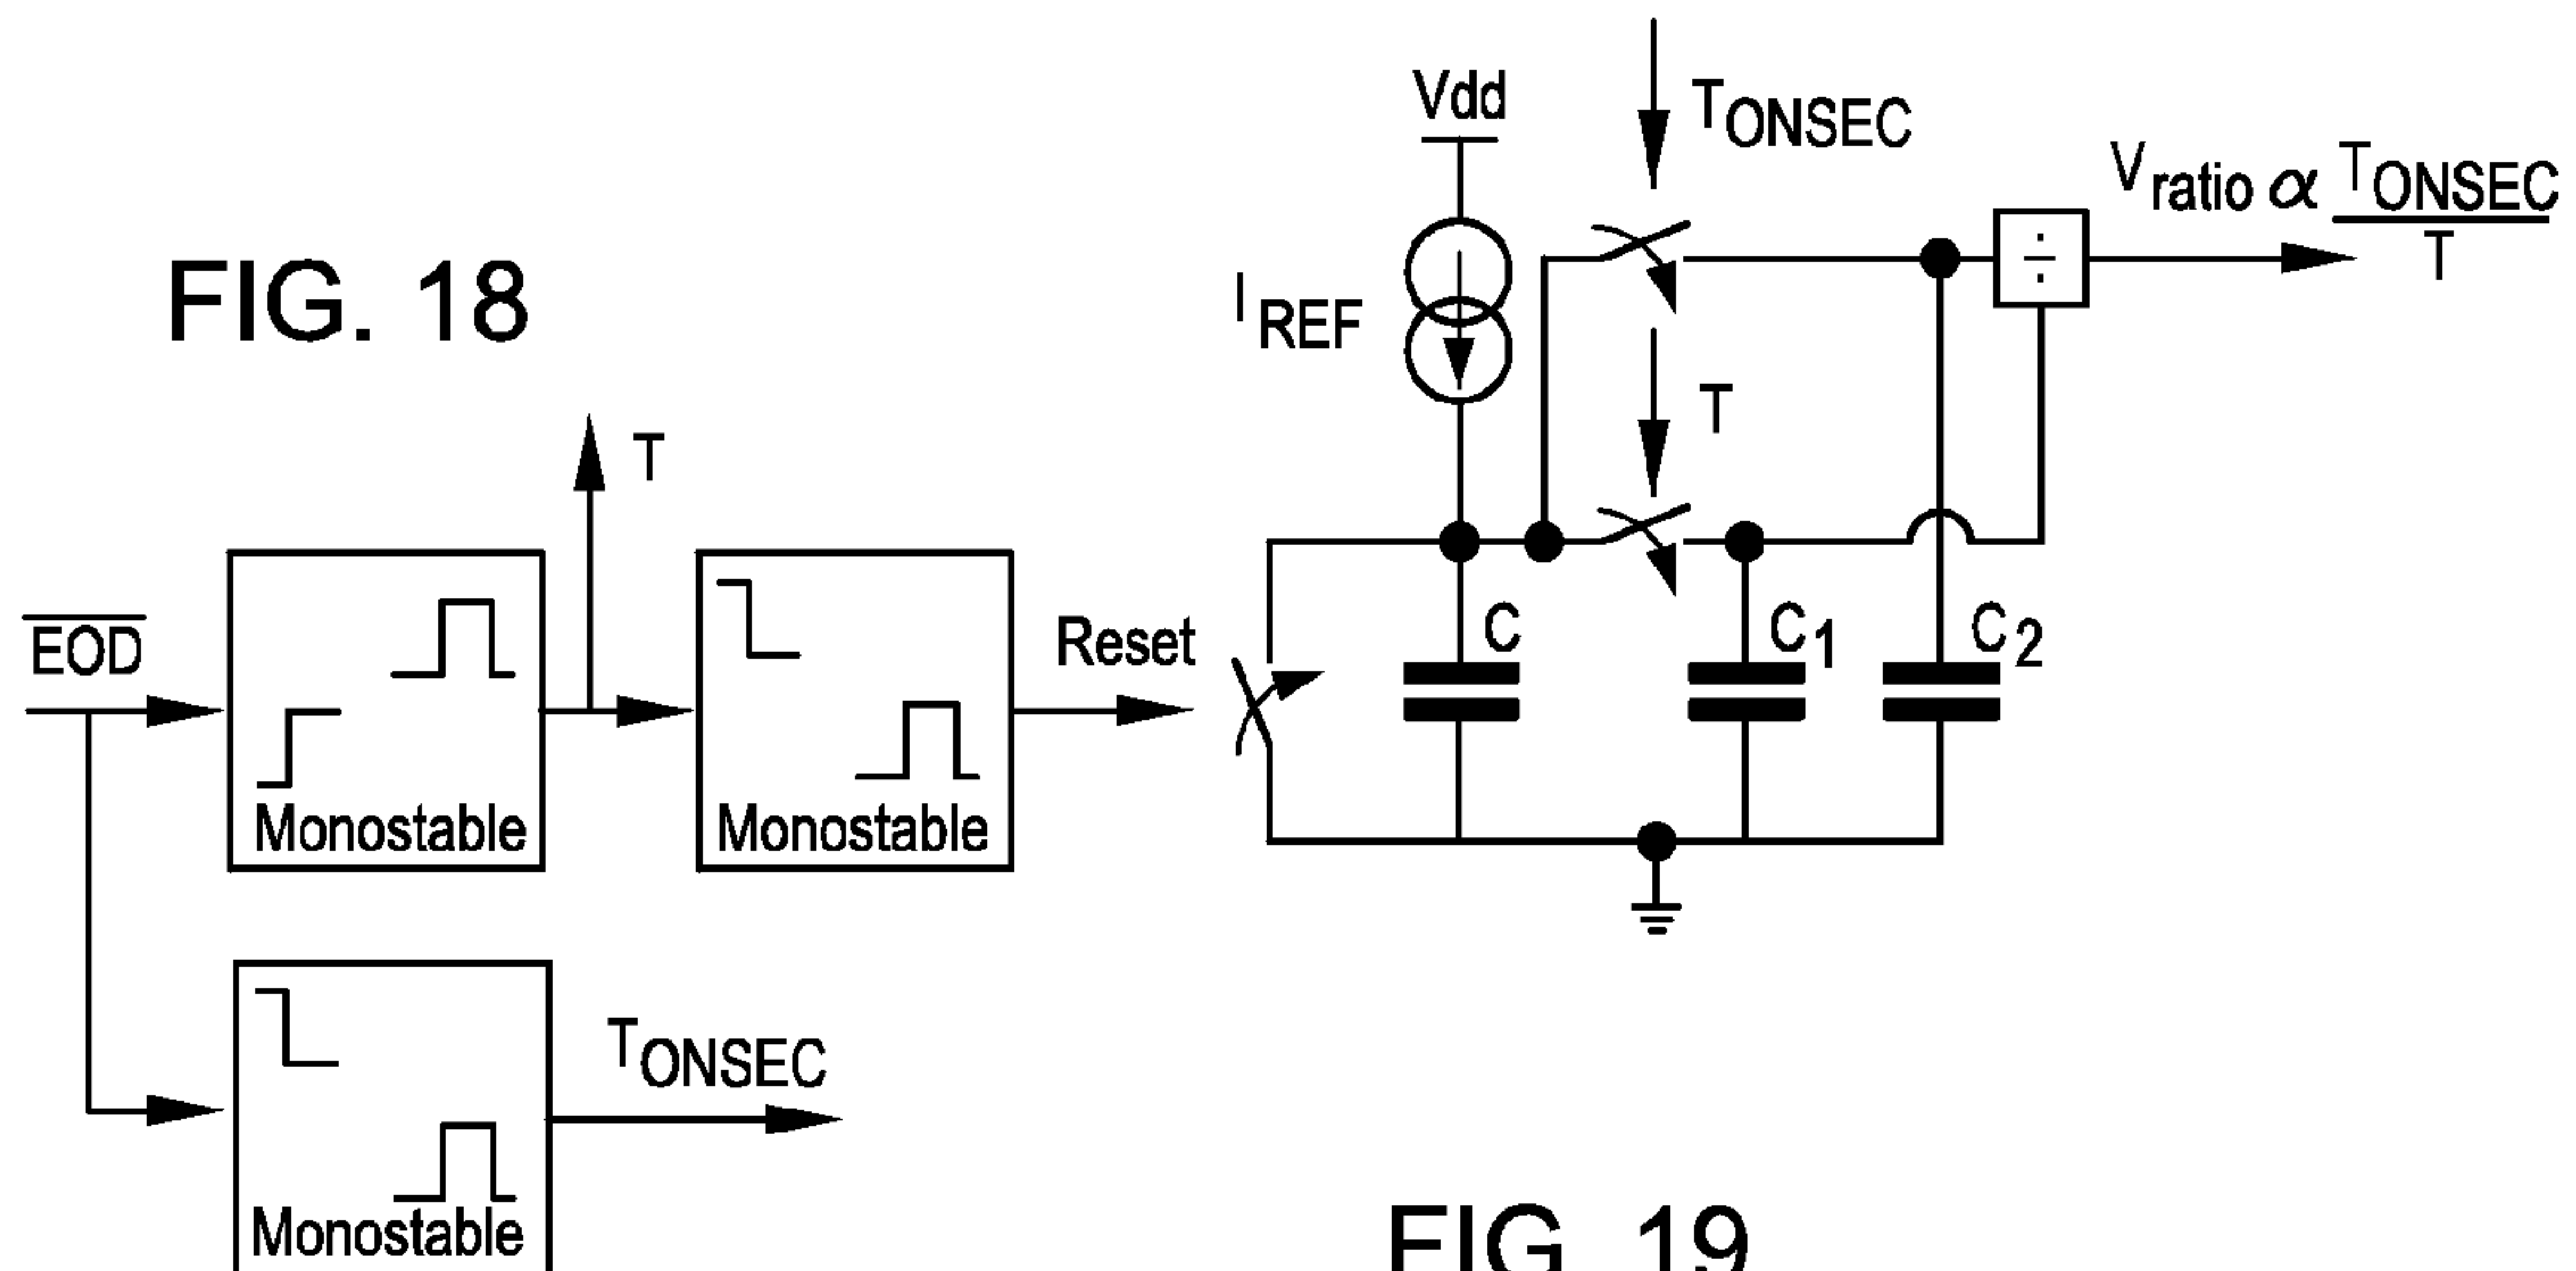 FIG. 18
EOD
Monostable
T
Monostable
Reset
Monostable
TONSEC
Vdd
IREF
TONSEC
T
C
C1
C2
÷
Vratio α TONSEC
T
FIG. 19